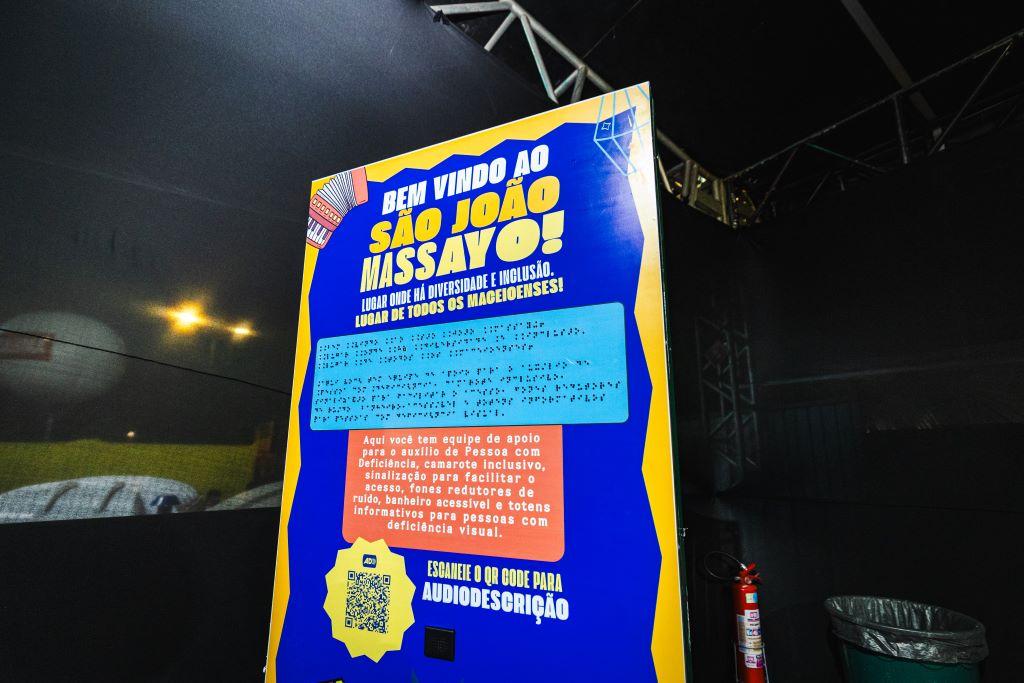 BEM VINDO AO
SÃO JOÃO
MASSAYO!
LUGAR ONDE HÁ DIVERSIDADE E INCLUSÃO.
LUGAR DE TODOS OS MACEIOENSES!
Aqui você tem equipe de apoio
para o auxílio de Pessoa com
Deficiência, camarote inclusivo,
sinalização para facilitar o
acesso, fones redutores de
ruído, banheiro acessível e totens
informativos para pessoas com
deficiência visual.
AD
ESCANEIE O QR CODE PARA
AUDIODESCRIÇÃO